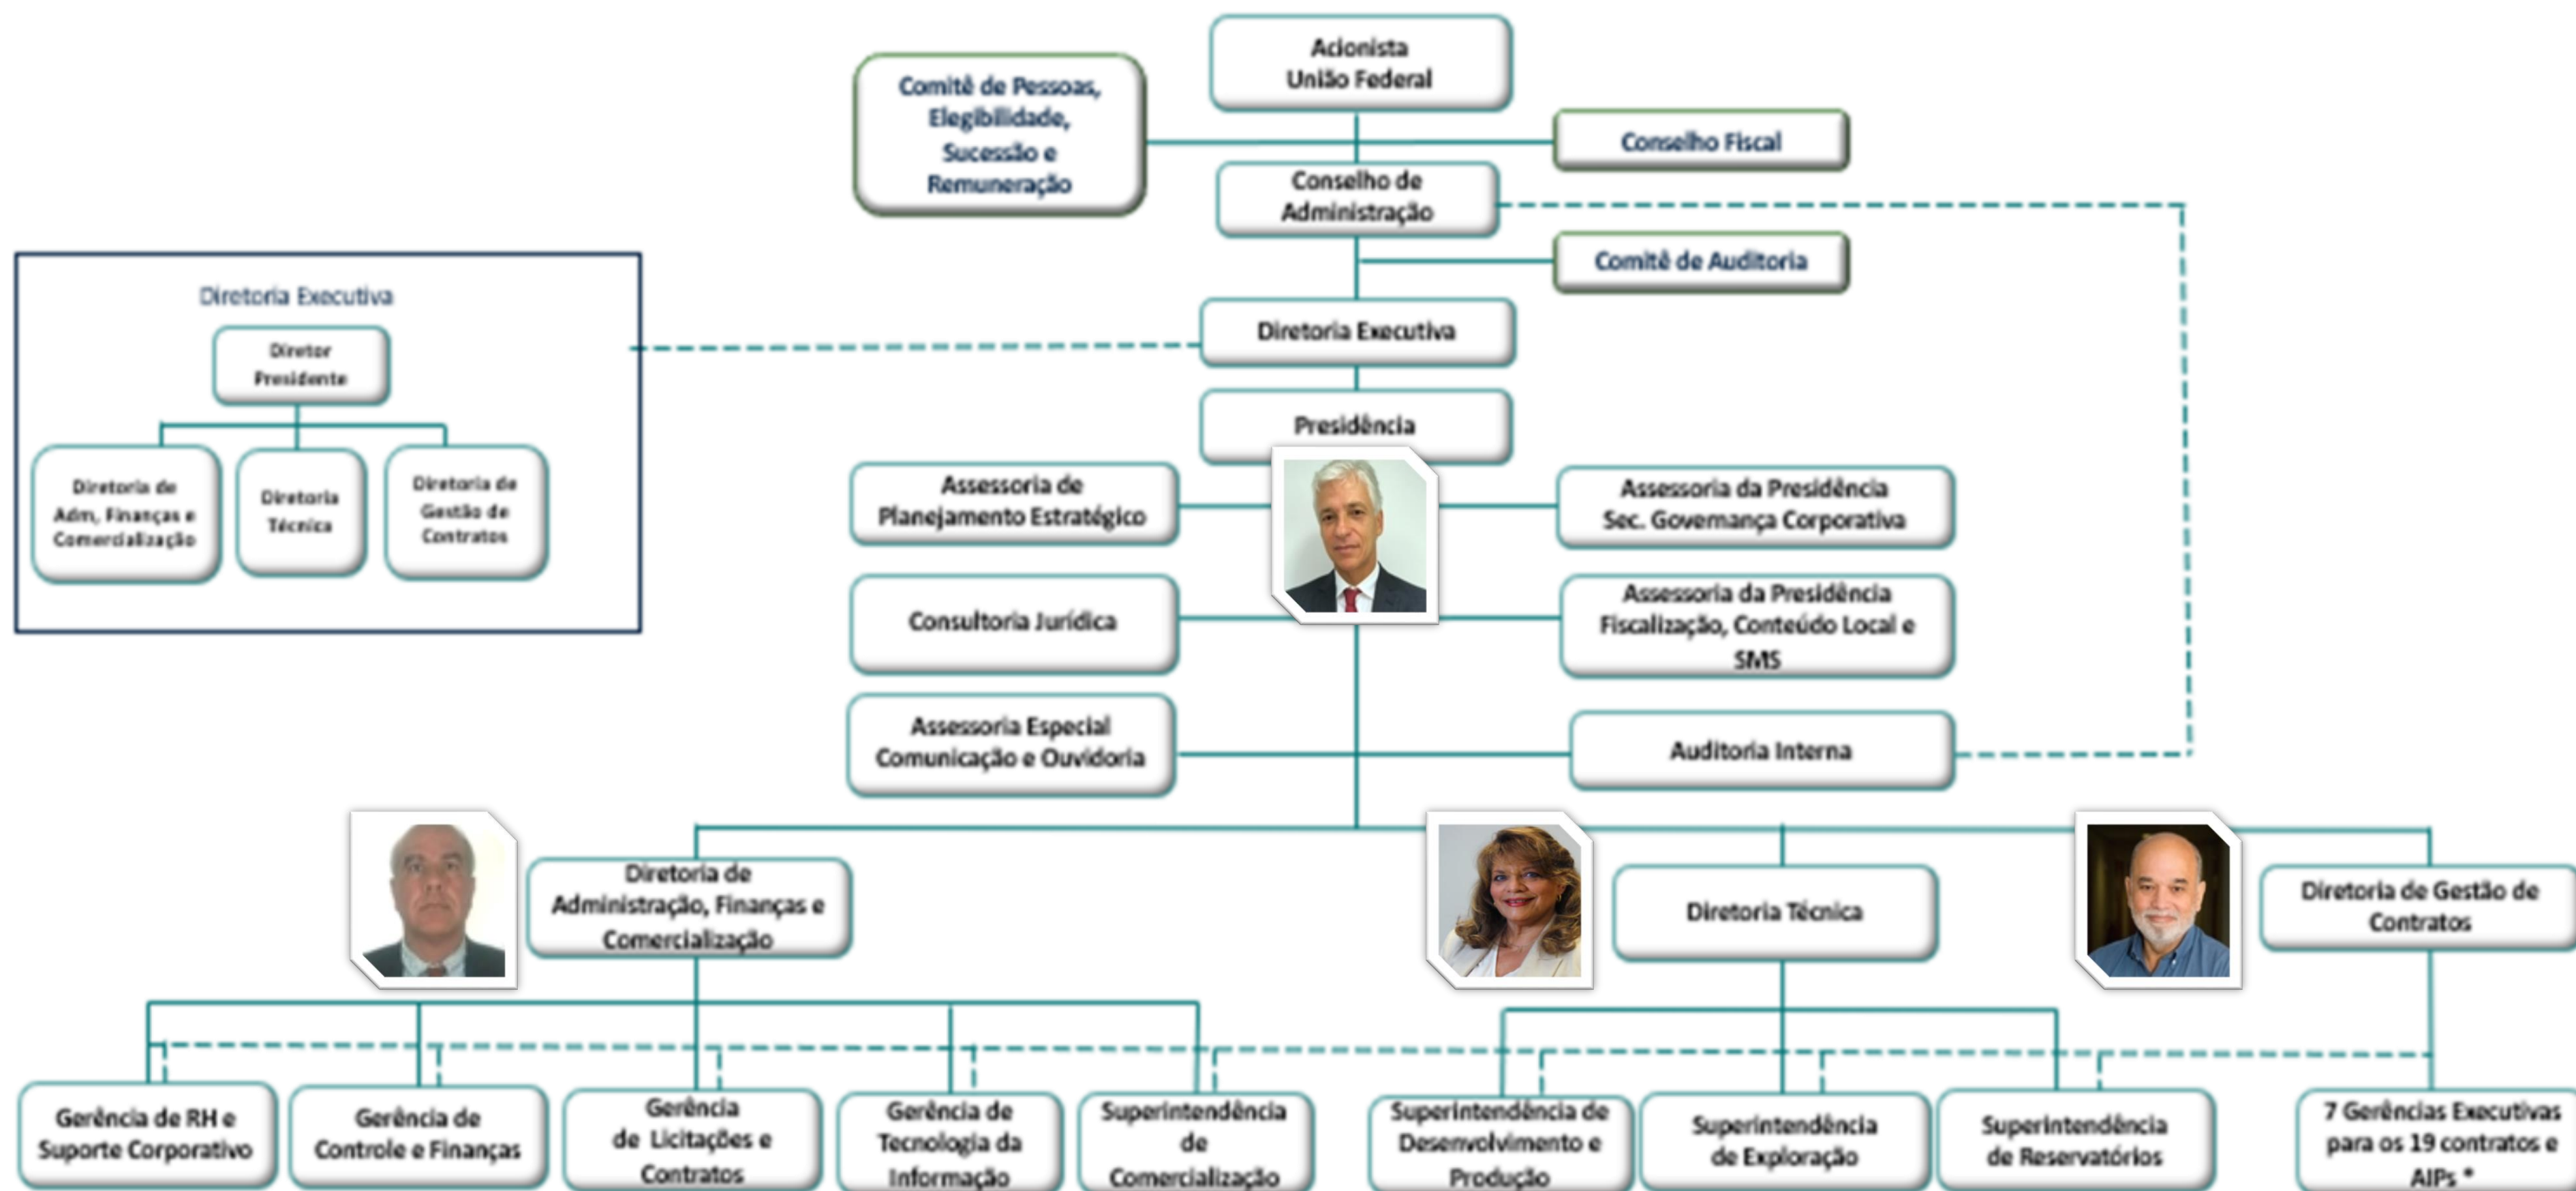 Acionista
União Federal
Comitê de Pessoas,
Elegibilidade,
Sucessão e
Remuneração
Conselho Fiscal
Conselho de
Administração
Comitê de Auditoria
Diretoria Executiva
Diretor
Presidente
Diretoria de
Adm, Finanças e
Comercialização
Diretoria
Técnica
Diretoria de
Gestão de
Contratos
Diretoria Executiva
Presidência
Assessoria de
Planejamento Estratégico
Assessoria da Presidência
Sec. Governança Corporativa
Consultoria Jurídica
Assessoria da Presidência
Fiscalização, Conteúdo Local e
SMS
Assessoria Especial
Comunicação e Ouvidoria
Auditoria Interna
Diretoria de
Administração, Finanças e
Comercialização
Diretoria Técnica
Diretoria de Gestão de
Contratos
Gerência de RH e
Suporte Corporativo
Gerência de
Controle e Finanças
Gerência
de Licitações e
Contratos
Gerência de
Tecnologia da
Informação
Superintendência
de
Comercialização
Superintendência de
Desenvolvimento e
Produção
Superintendência
de Exploração
Superintendência
de Reservatórios
7 Gerências Executivas
para os 19 contratos e
AIPs *